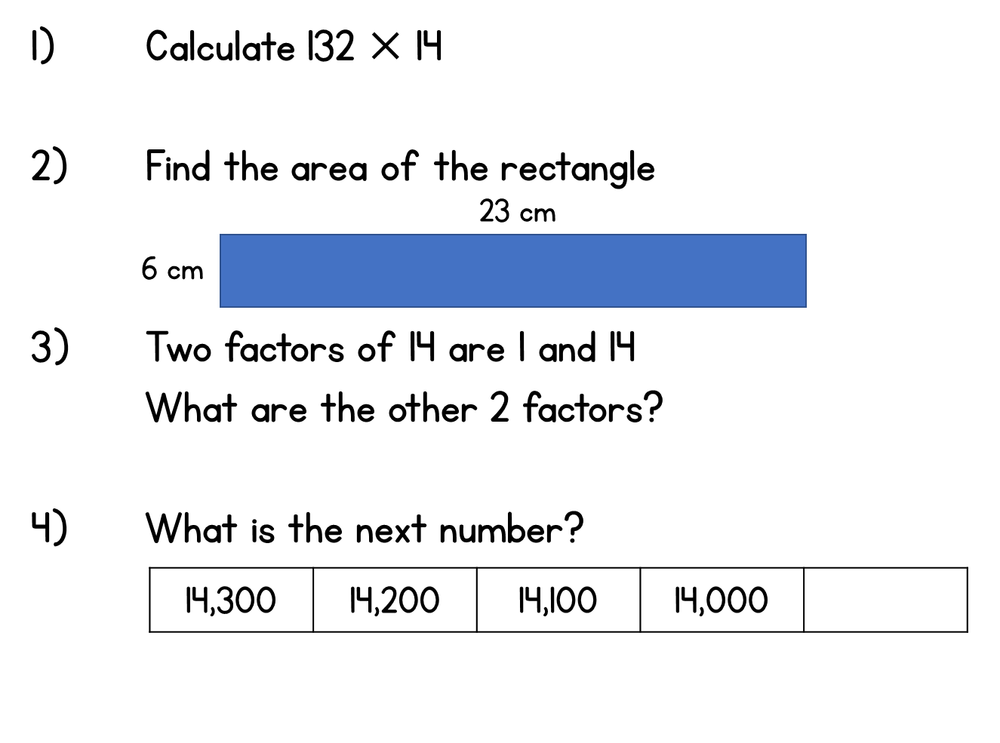 1) Calculate 132 × 14
2) Find the area of the rectangle
23 cm
6 cm
3) Two factors of 14 are 1 and 14
What are the other 2 factors?
4) What is the next number?
14,300 14,200 14,100 14,000